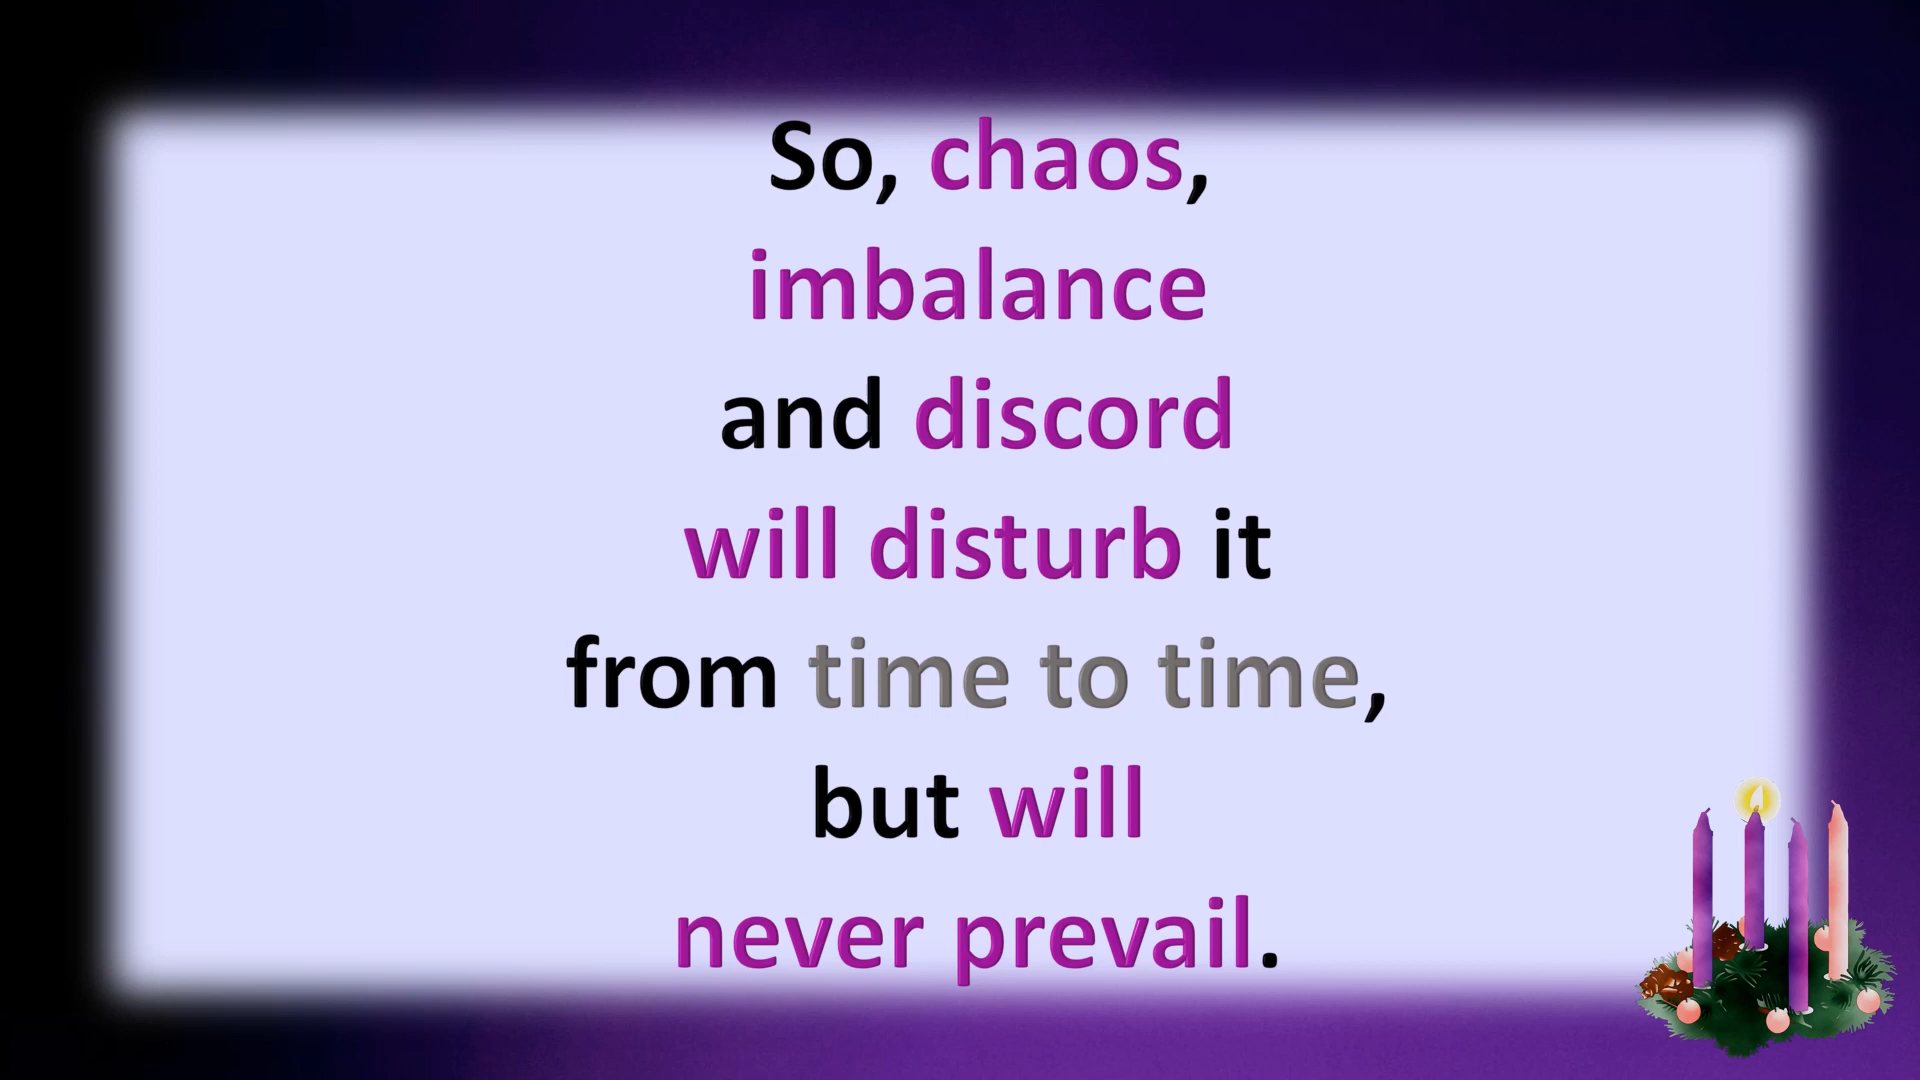 So, chaos,
imbalance
and discord
will disturb it
from time to time,
but will
never prevail.